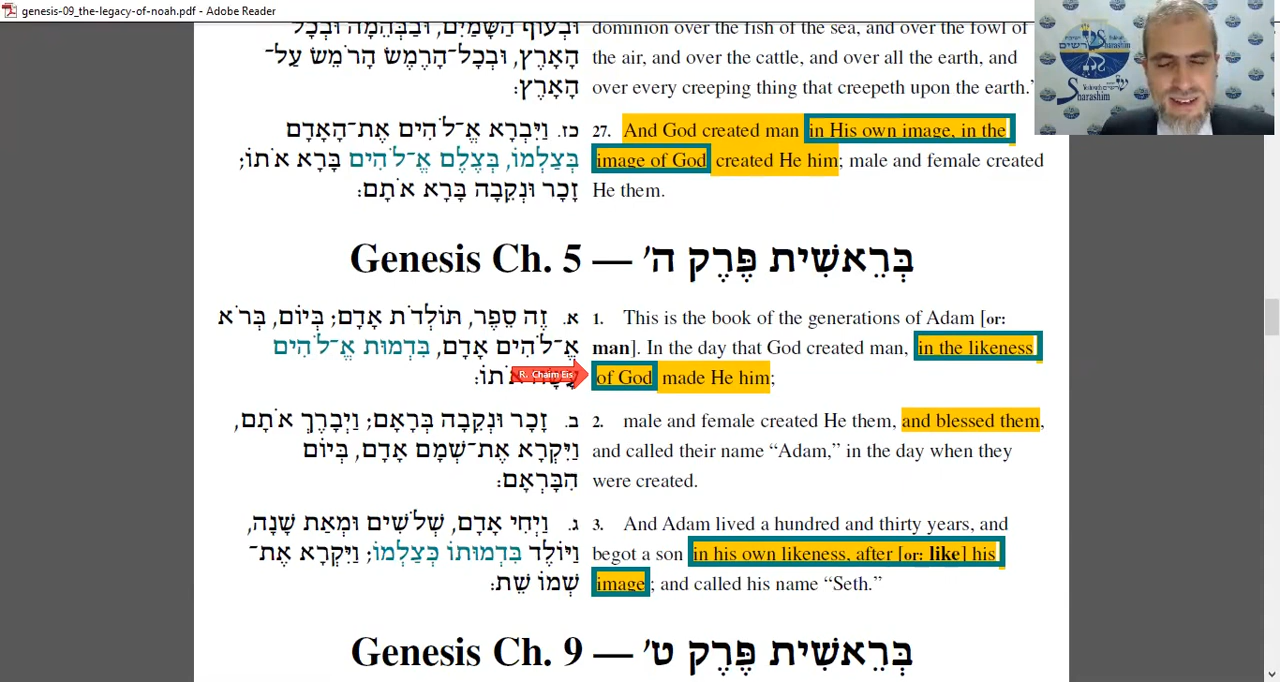 genesis-09_the-legacy-of-noah.pdf - Adobe Reader
וּבְעוֹף הַשָּׁמַיִם, וּבַבְּהֵמָה וּבְכָל
הָאָרֶץ, וּבְכָל־הָרֶמֶשׂ הָרֹמֵשׂ עַל־
הָאָרֶץ:
dominion over the fish of the sea, and over the fowl of
the air, and over the cattle, and over all the earth, and
over every creeping thing that creepeth upon the earth.’
כז. וַיִּבְרָא אֱ־לֹהִים אֶת־הָאָדָם
בְּצַלְמוֹ, בְּצֶלֶם אֱ־לֹהִים בָּרָא אֹתוֹ;
זָכָר וּנְקֵבָה בָּרָא אֹתָם:
27. And God created man in His own image, in the
image of God created He him; male and female created
He them.
Genesis Ch. 5 — בְּרֵאשִׁית פֶּרֶק ה׳
א. זֶה סֵפֶר, תּוֹלְדֹת אָדָם; בְּיוֹם, בְּרֹא
אֱ־לֹהִים אָדָם, בִּדְמוּת אֱ־לֹהִים
עָשָׂה אֹתוֹ:
R. Chaim Eis
1. This is the book of the generations of Adam [or:
man]. In the day that God created man, in the likeness
of God made He him;
ב. זָכָר וּנְקֵבָה בְּרָאָם; וַיְבָרֶךְ אֹתָם,
וַיִּקְרָא אֶת־שְׁמָם אָדָם, בְּיוֹם
הִבָּרְאָם:
2. male and female created He them, and blessed them,
and called their name “Adam,” in the day when they
were created.
ג. וַיְחִי אָדָם, שְׁלֹשִׁים וּמְאַת שָׁנָה,
וַיּוֹלֶד בִּדְמוּתוֹ כְּצַלְמוֹ; וַיִּקְרָא אֶת־
שְׁמוֹ שֵׁת:
3. And Adam lived a hundred and thirty years, and
begot a son in his own likeness, after [or: like] his
image; and called his name “Seth.”
Genesis Ch. 9 — בְּרֵאשִׁית פֶּרֶק ט׳
Sharashim